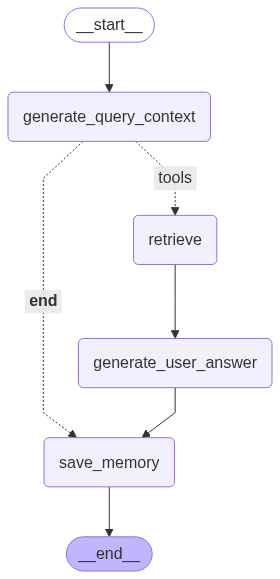 __start__
generate_query_context
tools
retrieve
end
generate_user_answer
save_memory
__end__